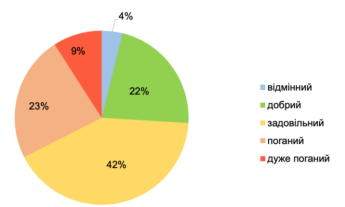 4%
9%
22%
23%
42%
відмінний
добрий
задовільний
поганий
дуже поганий